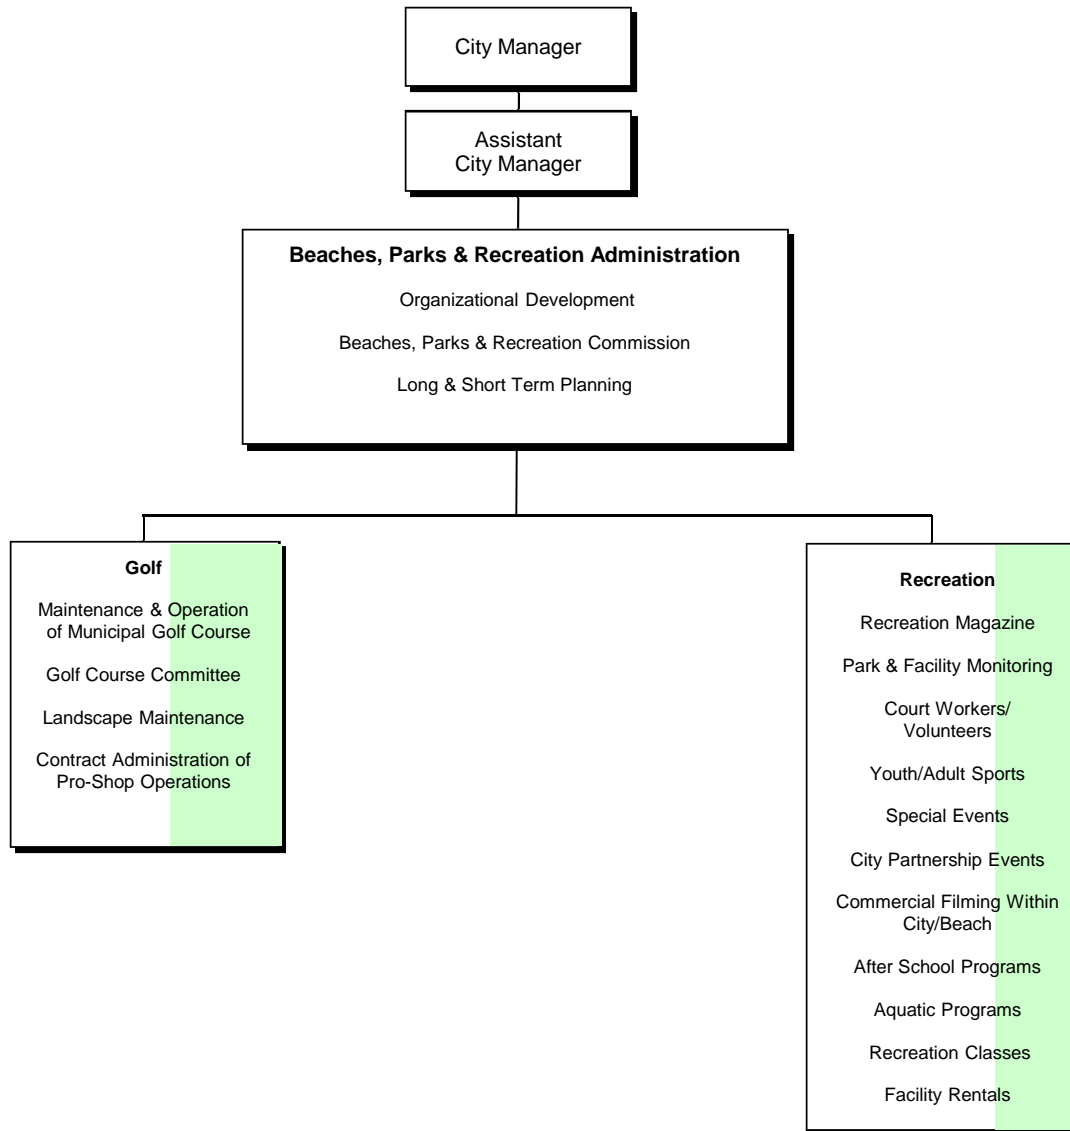 City Manager
Assistant
City Manager
Beaches, Parks & Recreation Administration
Organizational Development
Beaches, Parks & Recreation Commission
Long & Short Term Planning
Golf
Maintenance & Operation
of Municipal Golf Course
Golf Course Committee
Landscape Maintenance
Contract Administration of
Pro-Shop Operations
Recreation
Recreation Magazine
Park & Facility Monitoring
Court Workers/
Volunteers
Youth/Adult Sports
Special Events
City Partnership Events
Commercial Filming Within
City/Beach
After School Programs
Aquatic Programs
Recreation Classes
Facility Rentals